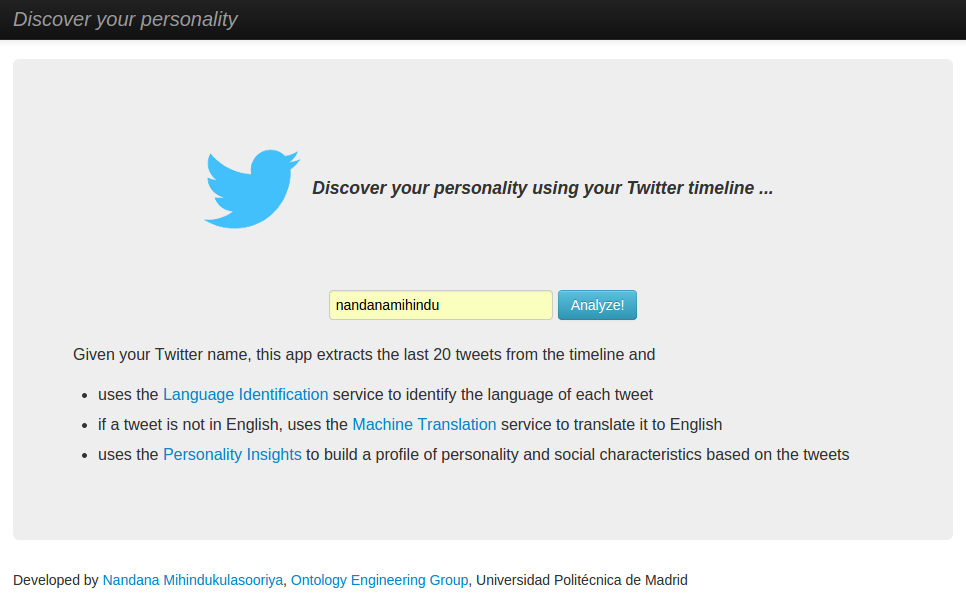 Discover your personality
Discover your personality using your Twitter timeline ...
nandanamihindu Analyze!
Given your Twitter name, this app extracts the last 20 tweets from the timeline and
• uses the Language Identification service to identify the language of each tweet
• if a tweet is not in English, uses the Machine Translation service to translate it to English
• uses the Personality Insights to build a profile of personality and social characteristics based on the tweets
Developed by Nandana Mihindukulasooriya, Ontology Engineering Group, Universidad Politécnica de Madrid